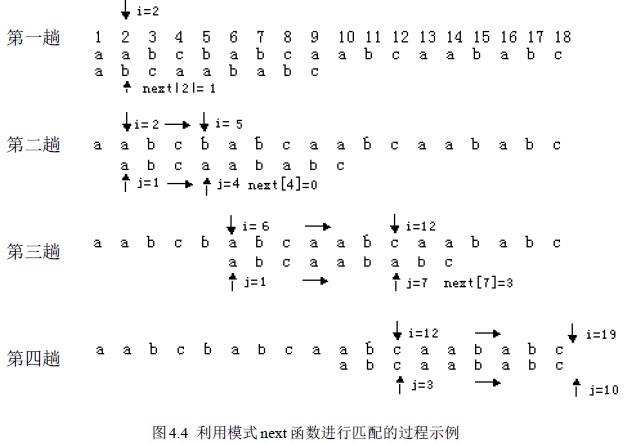 i=2
第一趟 1 2 3 4 5 6 7 8 9 10 11 12 13 14 15 16 17 18
a a b c b a b c a a b c a a b a b c
a b c a a b a b c
next|2|= 1
i= 2 i= 5
第二趟 a a b c b a b c a a b c a a b a b c
a b c a a b a b c
j=1 j=4 next[4]=0
i= 6 i=12
第三趟 a a b c b a b c a a b c a a b a b c
a b c a a b a b c
j=1 j=7 next[7]=3
i=12 i=19
第四趟 a a b c b a b c a a b c a a b a b c
a b c a a b a b c
j=3 j=10
图4.4 利用模式next函数进行匹配的过程示例